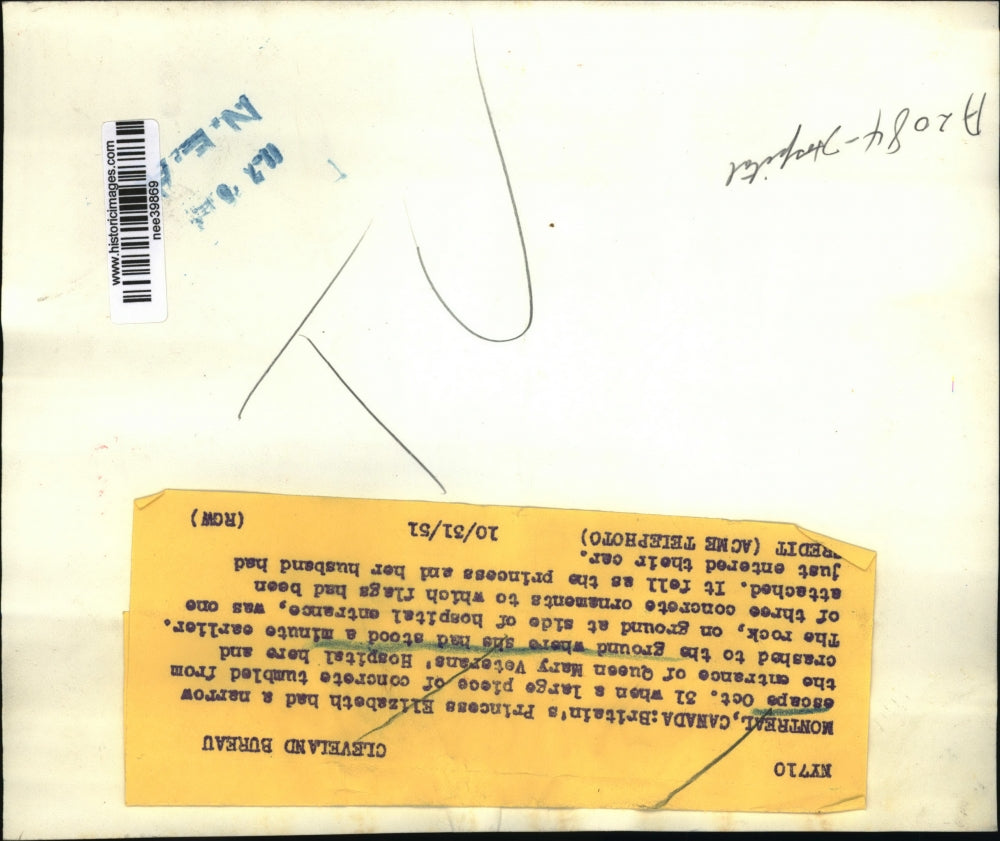 NY710
CLEVELAND BUREAU
MONTREAL, CANADA: Britain's Princess Elizabeth had a narrow
escape Oct. 31 when a large piece of concrete tumbled from
the entrance of Queen Mary Veterans' Hospital here and
crashed to the ground where she had stood a minute earlier.
The rock, on ground at side of hospital entrance, was one
of three concrete ornaments to which flags had been
attached. It fell as the princess and her husband had
just entered their car.
REDIT (ACME TELEPHOTO) 10/31/51 (ROW)
A2084-Hospital
www.historicimages.com
nee39869
N.E.A.